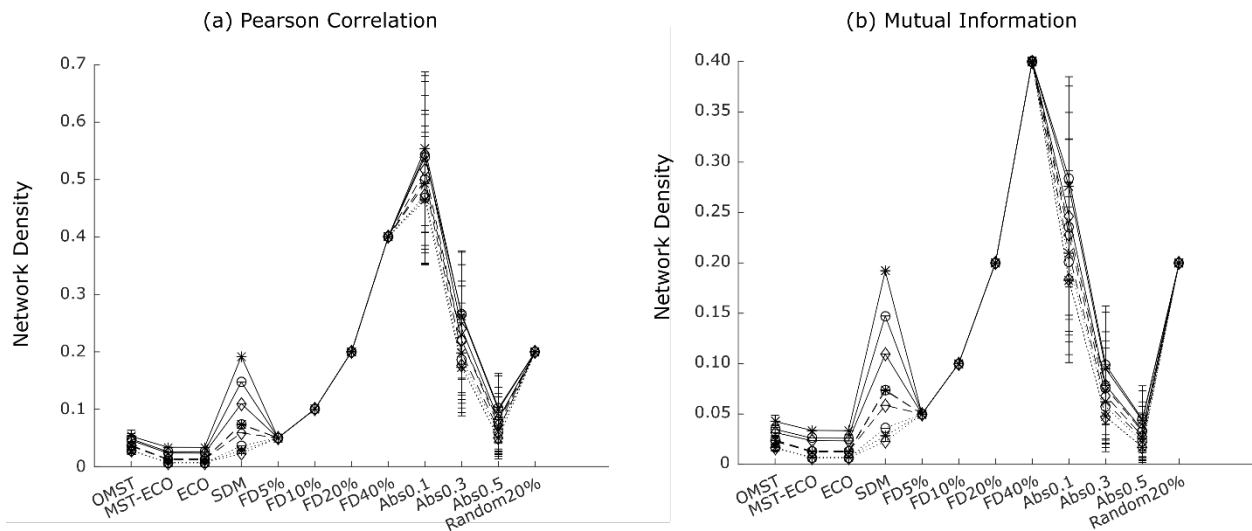 (a) Pearson Correlation
Network Density
0.7
0.6
0.5
0.4
0.3
0.2
0.1
0
OMST
MST-ECO
ECO
SDM
FD5%
FD10%
FD20%
FD40%
Abs0.1
Abs0.3
Abs0.5
Random20%
(b) Mutual Information
Network Density
0.40
0.35
0.30
0.25
0.20
0.15
0.10
0.05
0
OMST
MST-ECO
ECO
SDM
FD5%
FD10%
FD20%
FD40%
Abs0.1
Abs0.3
Abs0.5
Random20%